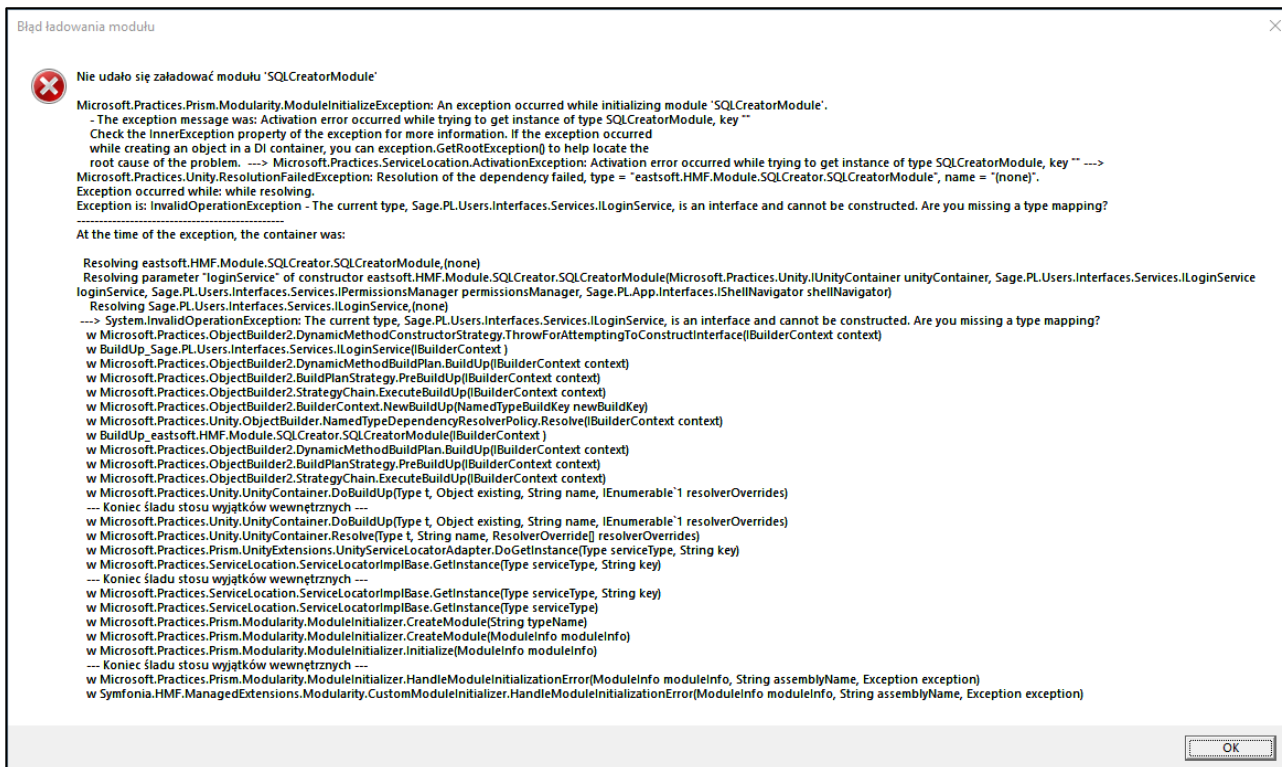 Błąd ładowania modułu
Nie udało się załadować modułu 'SQLCreatorModule'
Microsoft.Practices.Prism.Modularity.ModuleInitializeException: An exception occurred while initializing module 'SQLCreatorModule'.
- The exception message was: Activation error occurred while trying to get instance of type SQLCreatorModule, key ""
Check the InnerException property of the exception for more information. If the exception occurred
while creating an object in a DI container, you can exception.GetRootException() to help locate the
root cause of the problem. ---> Microsoft.Practices.ServiceLocation.ActivationException: Activation error occurred while trying to get instance of type SQLCreatorModule, key "" --->
Microsoft.Practices.Unity.ResolutionFailedException: Resolution of the dependency failed, type = "eastsoft.HMF.Module.SQLCreator.SQLCreatorModule", name = "(none)".
Exception occurred while: while resolving.
Exception is: InvalidOperationException - The current type, Sage.PL.Users.Interfaces.Services.ILoginService, is an interface and cannot be constructed. Are you missing a type mapping?
-----------------------------------------------
At the time of the exception, the container was:
Resolving eastsoft.HMF.Module.SQLCreator.SQLCreatorModule,(none)
Resolving parameter "loginService" of constructor eastsoft.HMF.Module.SQLCreator.SQLCreatorModule(Microsoft.Practices.Unity.IUnityContainer unityContainer, Sage.PL.Users.Interfaces.Services.ILoginService
loginService, Sage.PL.Users.Interfaces.Services.IPermissionsManager permissionsManager, Sage.PL.App.Interfaces.IShellNavigator shellNavigator)
Resolving Sage.PL.Users.Interfaces.Services.ILoginService,(none)
---> System.InvalidOperationException: The current type, Sage.PL.Users.Interfaces.Services.ILoginService, is an interface and cannot be constructed. Are you missing a type mapping?
w Microsoft.Practices.ObjectBuilder2.DynamicMethodConstructorStrategy.ThrowForAttemptingToConstructInterface(IBuilderContext context)
w BuildUp_Sage.PL.Users.Interfaces.Services.ILoginService(IBuilderContext )
w Microsoft.Practices.ObjectBuilder2.DynamicMethodBuildPlan.BuildUp(IBuilderContext context)
w Microsoft.Practices.ObjectBuilder2.BuildPlanStrategy.PreBuildUp(IBuilderContext context)
w Microsoft.Practices.ObjectBuilder2.StrategyChain.ExecuteBuildUp(IBuilderContext context)
w Microsoft.Practices.ObjectBuilder2.BuilderContext.NewBuildUp(NamedTypeBuildKey newBuildKey)
w Microsoft.Practices.Unity.ObjectBuilder.NamedTypeDependencyResolverPolicy.Resolve(IBuilderContext context)
w BuildUp_eastsoft.HMF.Module.SQLCreator.SQLCreatorModule(IBuilderContext )
w Microsoft.Practices.ObjectBuilder2.DynamicMethodBuildPlan.BuildUp(IBuilderContext context)
w Microsoft.Practices.ObjectBuilder2.BuildPlanStrategy.PreBuildUp(IBuilderContext context)
w Microsoft.Practices.ObjectBuilder2.StrategyChain.ExecuteBuildUp(IBuilderContext context)
w Microsoft.Practices.Unity.UnityContainer.DoBuildUp(Type t, Object existing, String name, IEnumerable`1 resolverOverrides)
--- Koniec śladu stosu wyjątków wewnętrznych ---
w Microsoft.Practices.Unity.UnityContainer.DoBuildUp(Type t, Object existing, String name, IEnumerable`1 resolverOverrides)
w Microsoft.Practices.Unity.UnityContainer.Resolve(Type t, String name, ResolverOverride[] resolverOverrides)
w Microsoft.Practices.Prism.UnityExtensions.UnityServiceLocatorAdapter.DoGetInstance(Type serviceType, String key)
w Microsoft.Practices.ServiceLocation.ServiceLocatorImplBase.GetInstance(Type serviceType, String key)
--- Koniec śladu stosu wyjątków wewnętrznych ---
w Microsoft.Practices.ServiceLocation.ServiceLocatorImplBase.GetInstance(Type serviceType, String key)
w Microsoft.Practices.ServiceLocation.ServiceLocatorImplBase.GetInstance(Type serviceType)
w Microsoft.Practices.Prism.Modularity.ModuleInitializer.CreateModule(String typeName)
w Microsoft.Practices.Prism.Modularity.ModuleInitializer.CreateModule(ModuleInfo moduleInfo)
w Microsoft.Practices.Prism.Modularity.ModuleInitializer.Initialize(ModuleInfo moduleInfo)
--- Koniec śladu stosu wyjątków wewnętrznych ---
w Microsoft.Practices.Prism.Modularity.ModuleInitializer.HandleModuleInitializationError(ModuleInfo moduleInfo, String assemblyName, Exception exception)
w Symfonia.HMF.ManagedExtensions.Modularity.CustomModuleInitializer.HandleModuleInitializationError(ModuleInfo moduleInfo, String assemblyName, Exception exception)
OK